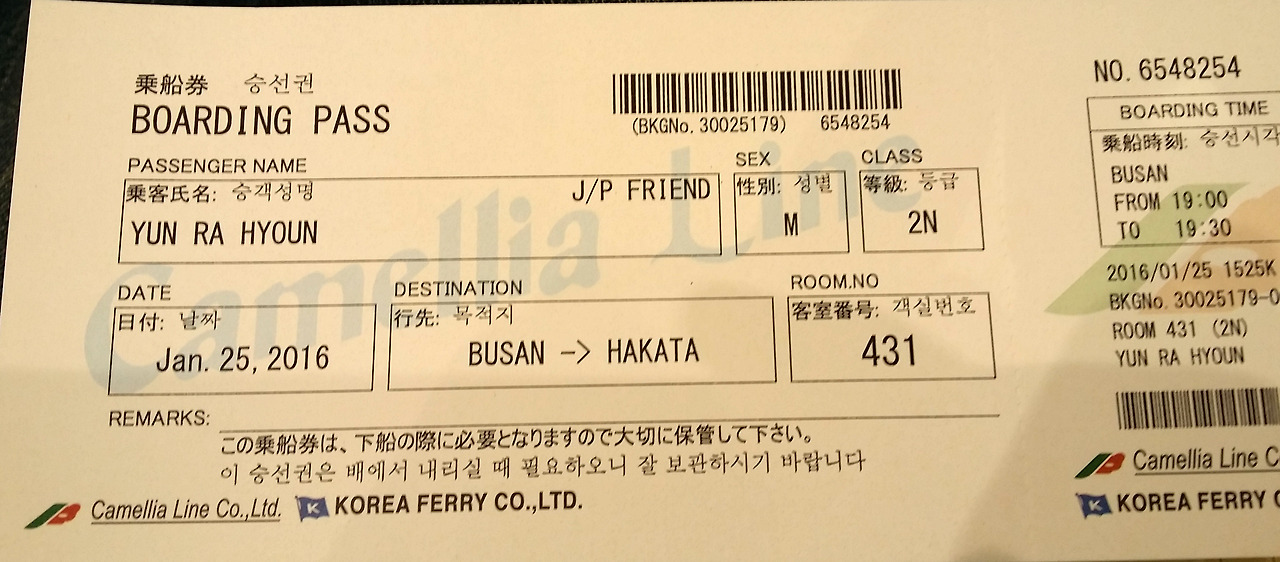 乗船券 승선권
BOARDING PASS
(BKGNo. 30025179) 6548254
PASSENGER NAME
乗客氏名: 승객성명
J/P FRIEND
YUN RA HYOUN
SEX
性別: 성별
M
CLASS
等級: 등급
2N
DATE
日付: 날짜
Jan. 25, 2016
DESTINATION
行先: 목적지
BUSAN -> HAKATA
ROOM.NO
客室番号: 객실번호
431
REMARKS:
この乗船券は、下船の際に必要となりますので大切に保管して下さい。
이 승선권은 배에서 내리실 때 필요하오니 잘 보관하시기 바랍니다
Camellia Line Co.,Ltd. K KOREA FERRY CO.,LTD.
Camellia Line
NO. 6548254
BOARDING TIME
乗船時刻: 승선시각
BUSAN
FROM 19:00
TO 19:30
2016/01/25 1525K
BKGNo. 30025179-0
ROOM 431 (2N)
YUN RA HYOUN
Camellia Line C
K KOREA FERRY